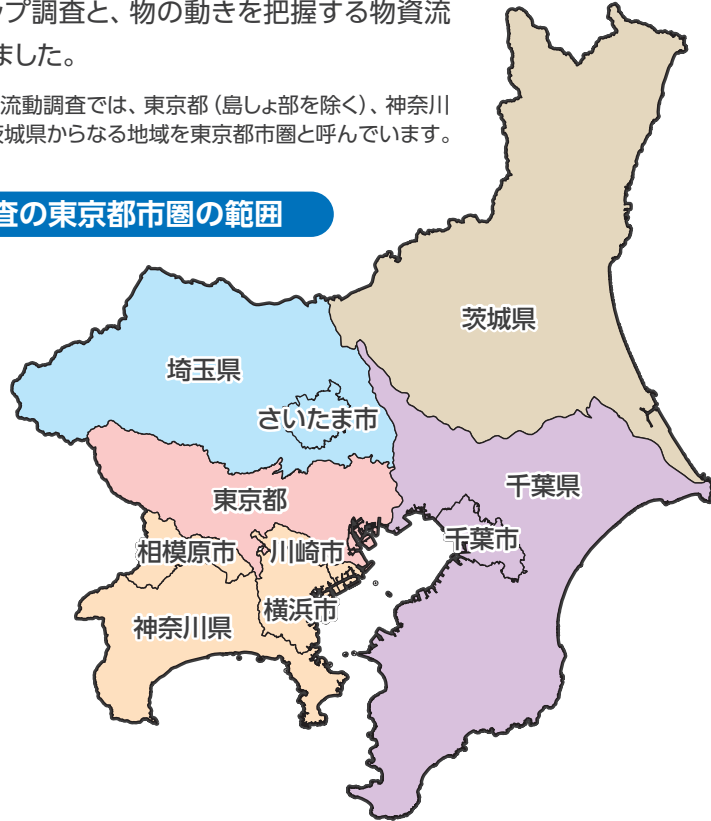 ップ調査と、物の動きを把握する物資流
ました。
流動調査では、東京都（島しょ部を除く）、神奈川
茨城県からなる地域を東京都市圏と呼んでいます。
査の東京都市圏の範囲
茨城県
埼玉県
さいたま市
東京都
千葉県
相模原市
川崎市
千葉市
横浜市
神奈川県